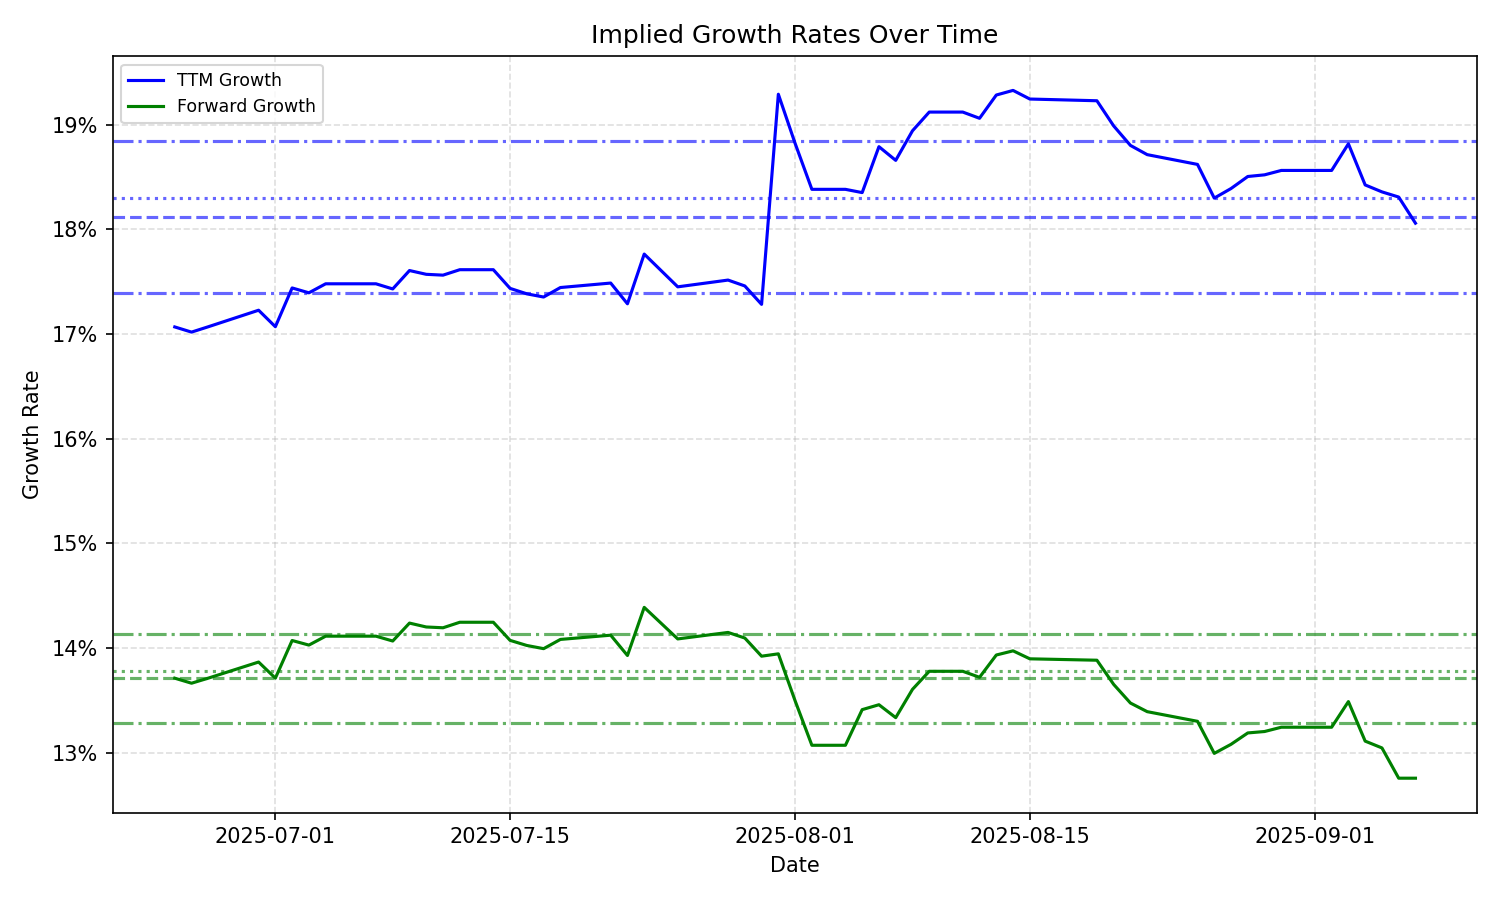 Implied Growth Rates Over Time
TTM Growth
Forward Growth
19%
18%
17%
16%
15%
14%
13%
Growth Rate
2025-07-01
2025-07-15
2025-08-01
2025-08-15
2025-09-01
Date